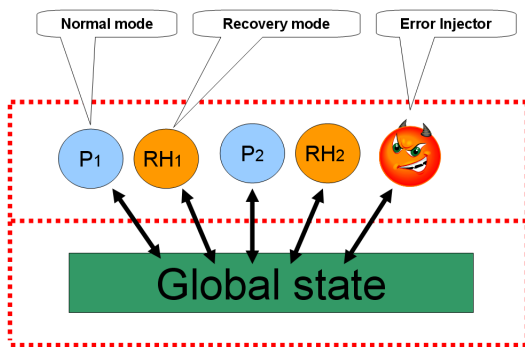 Normal mode
Recovery mode
Error Injector
P1
RH1
P2
RH2
Global state